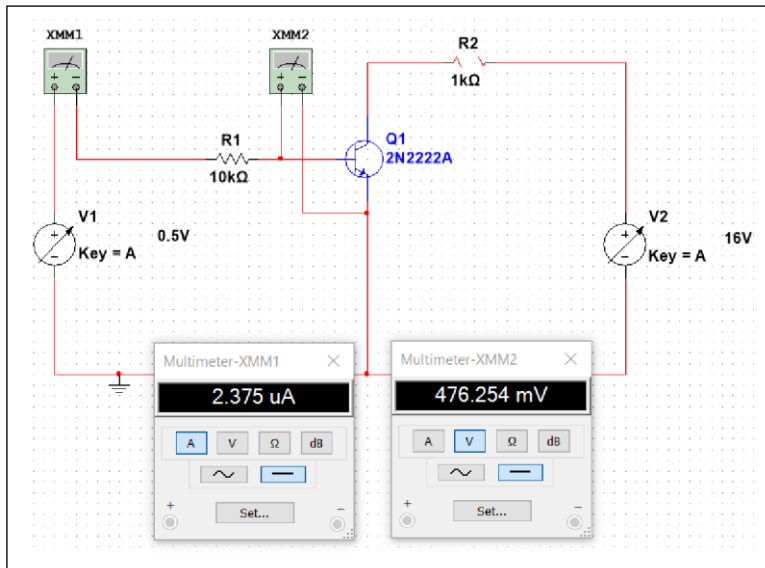 XMM1
XMM2
R2
1kΩ
Q1
2N2222A
R1
10kΩ
V1
Key = A
0.5V
V2
Key = A
16V
Multimeter-XMM1
2.375 uA
A V Ω dB
+ Set... -
Multimeter-XMM2
476.254 mV
A V Ω dB
+ Set... -